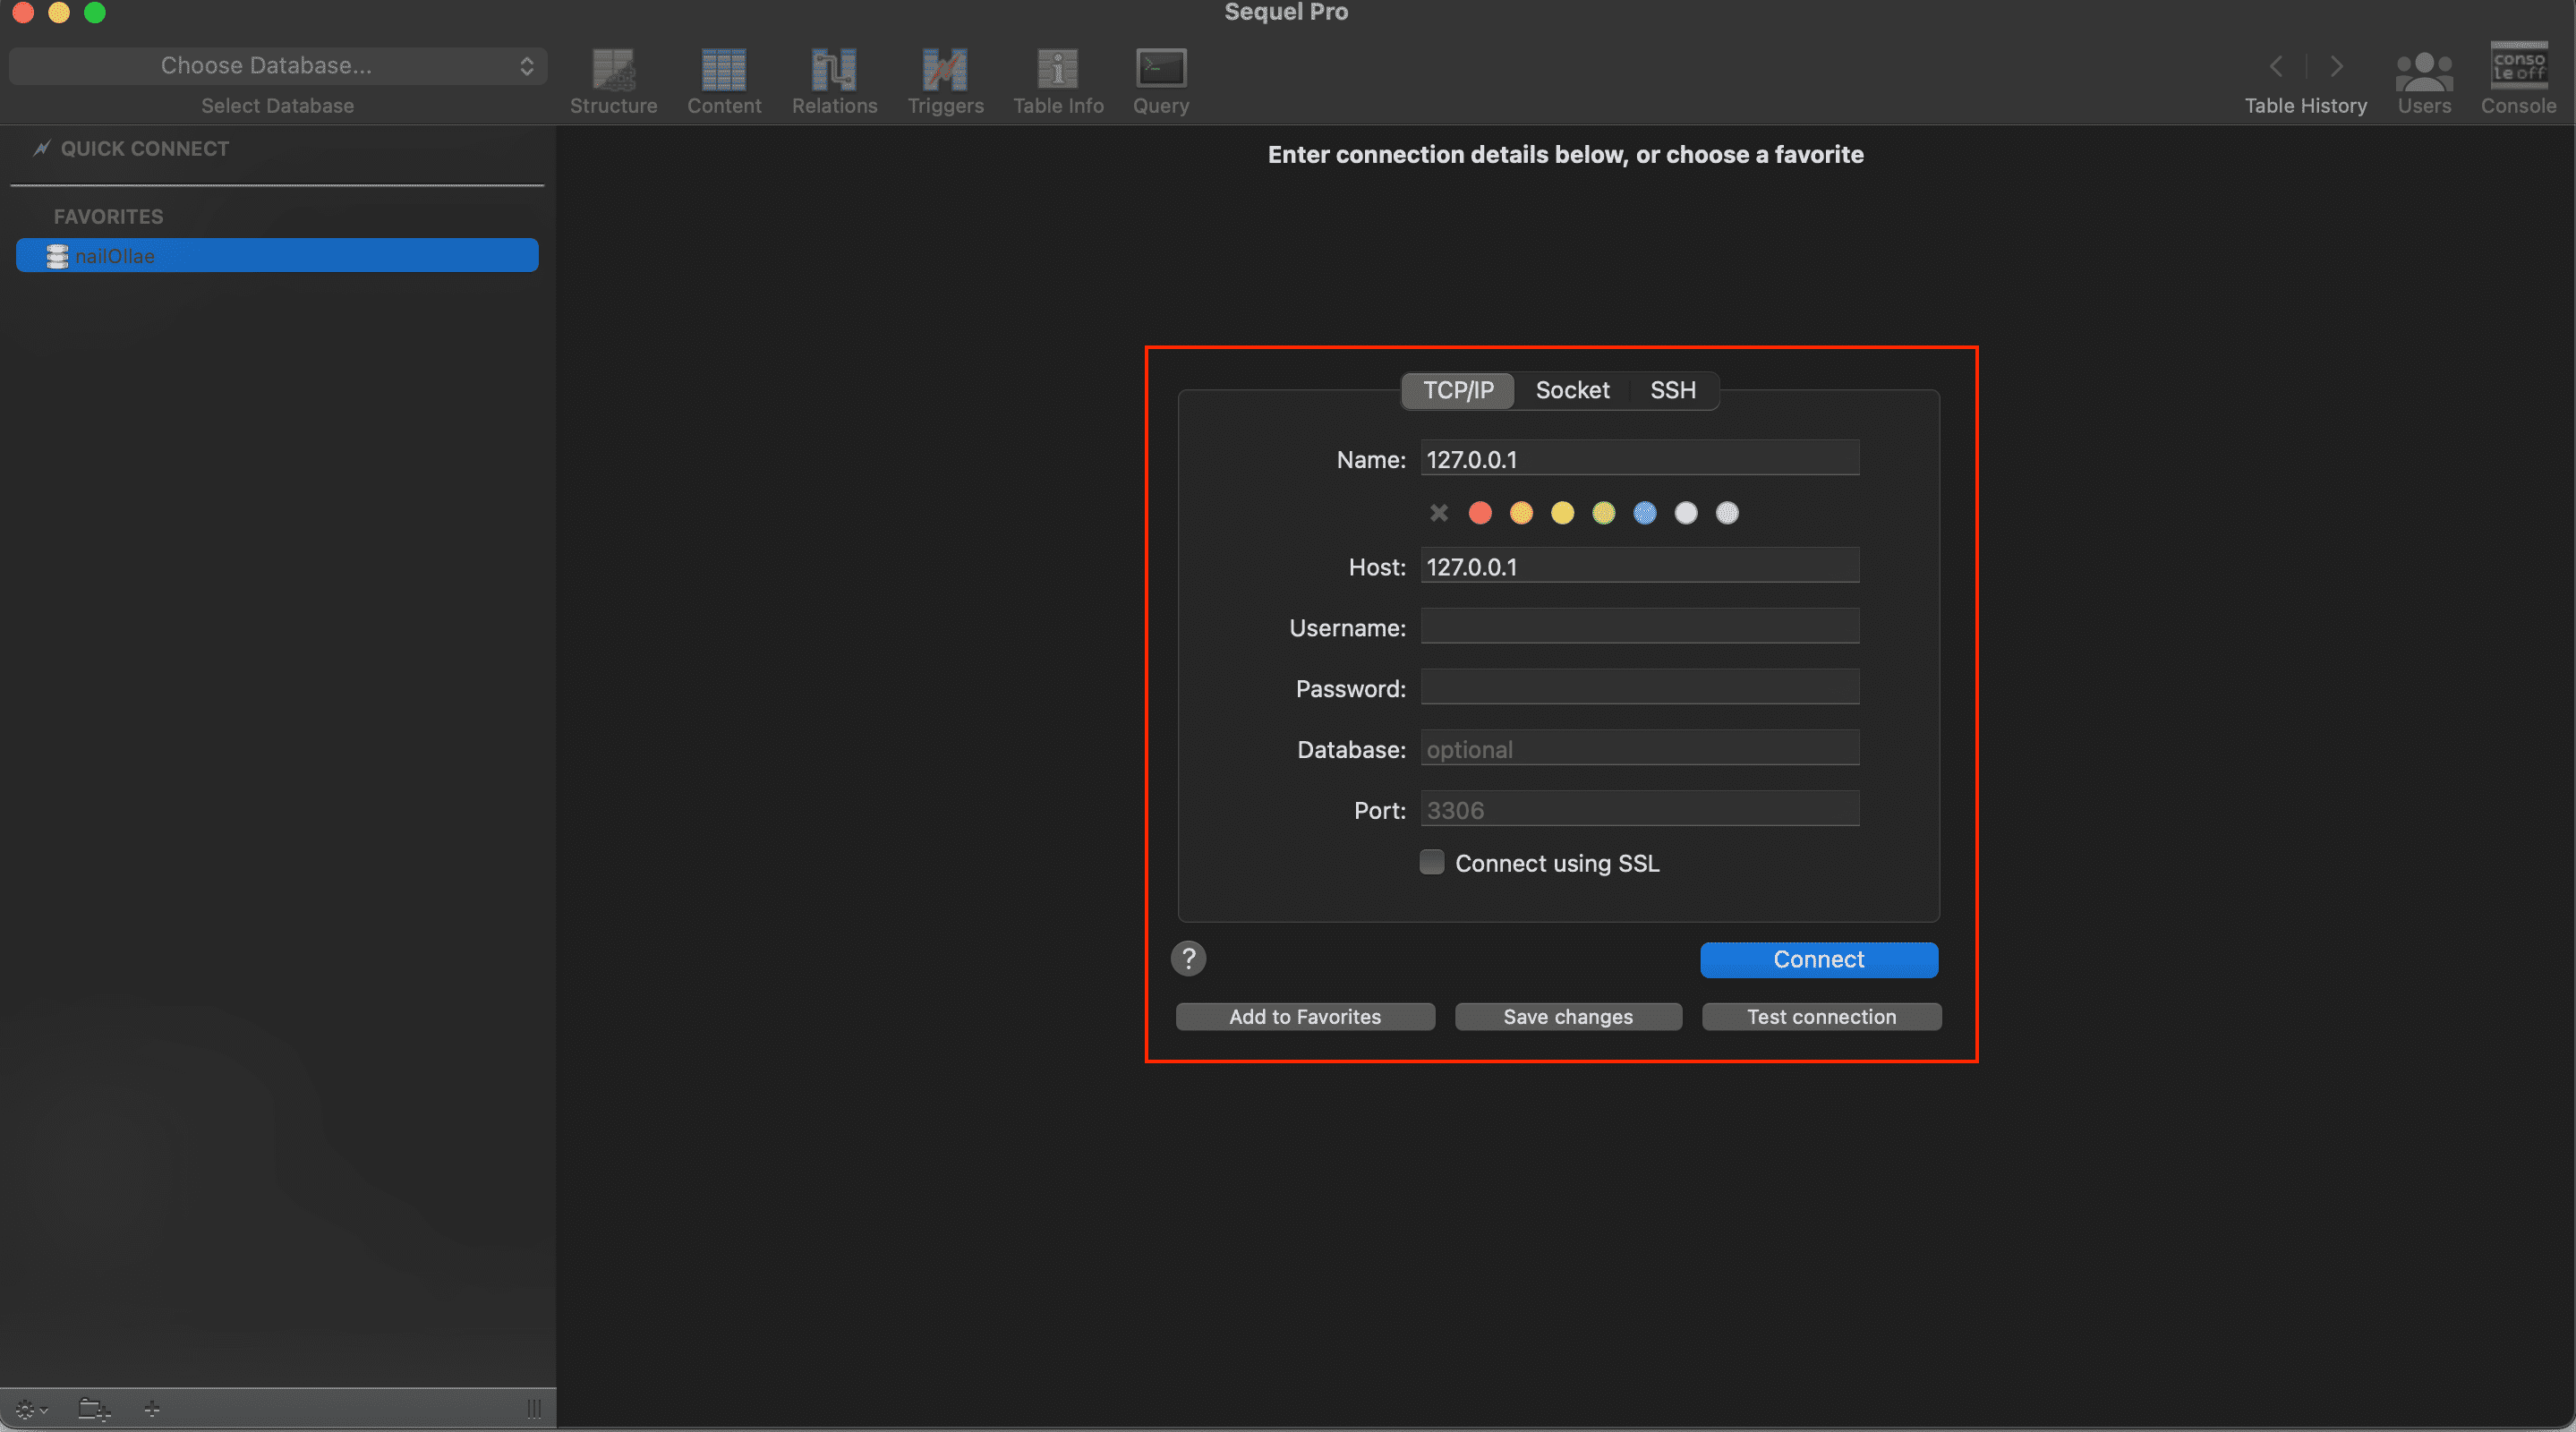 Sequel Pro
Choose Database...
Select Database
Structure
Content
Relations
Triggers
Table Info
Query
Table History
Users
conso
le off
Console
QUICK CONNECT
Enter connection details below, or choose a favorite
FAVORITES
nailOllae
TCP/IP
Socket
SSH
Name: 127.0.0.1
Host: 127.0.0.1
Username:
Password:
Database: optional
Port: 3306
Connect using SSL
?
Connect
Add to Favorites
Save changes
Test connection